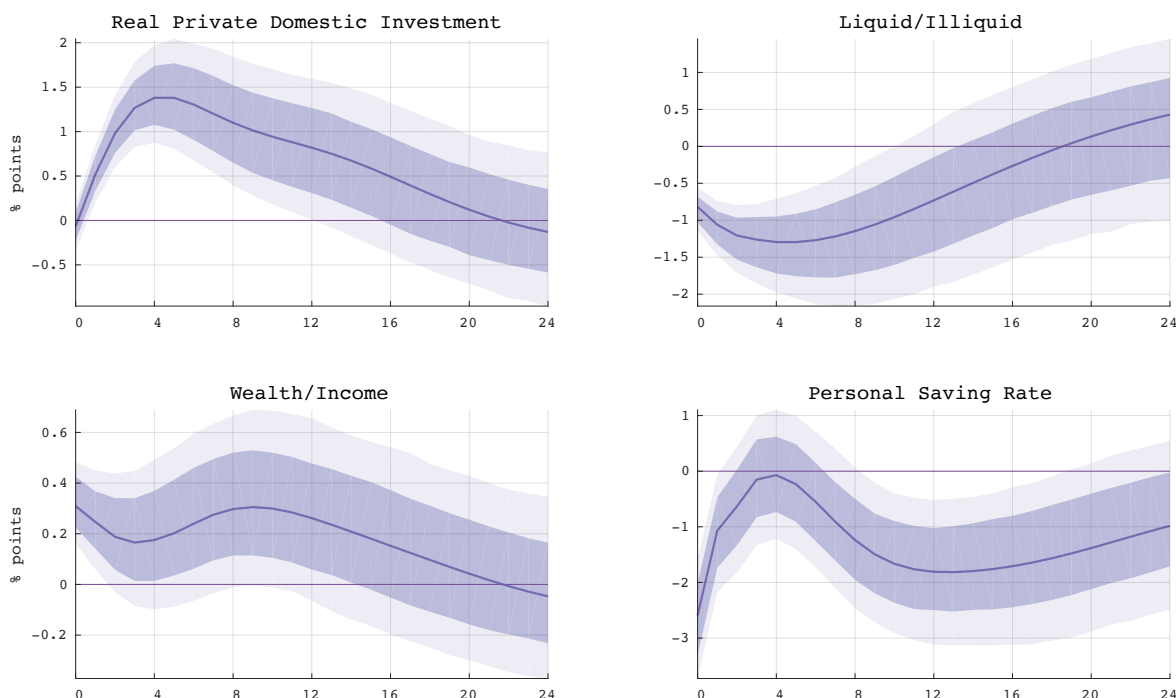 Real Private Domestic Investment
2
1.5
1
0.5
0
-0.5
% points
0 4 8 12 16 20 24
Liquid/Illiquid
1
0.5
0
-0.5
-1
-1.5
-2
0 4 8 12 16 20 24
Wealth/Income
0.6
0.4
0.2
0
-0.2
% points
0 4 8 12 16 20 24
Personal Saving Rate
1
0
-1
-2
-3
0 4 8 12 16 20 24